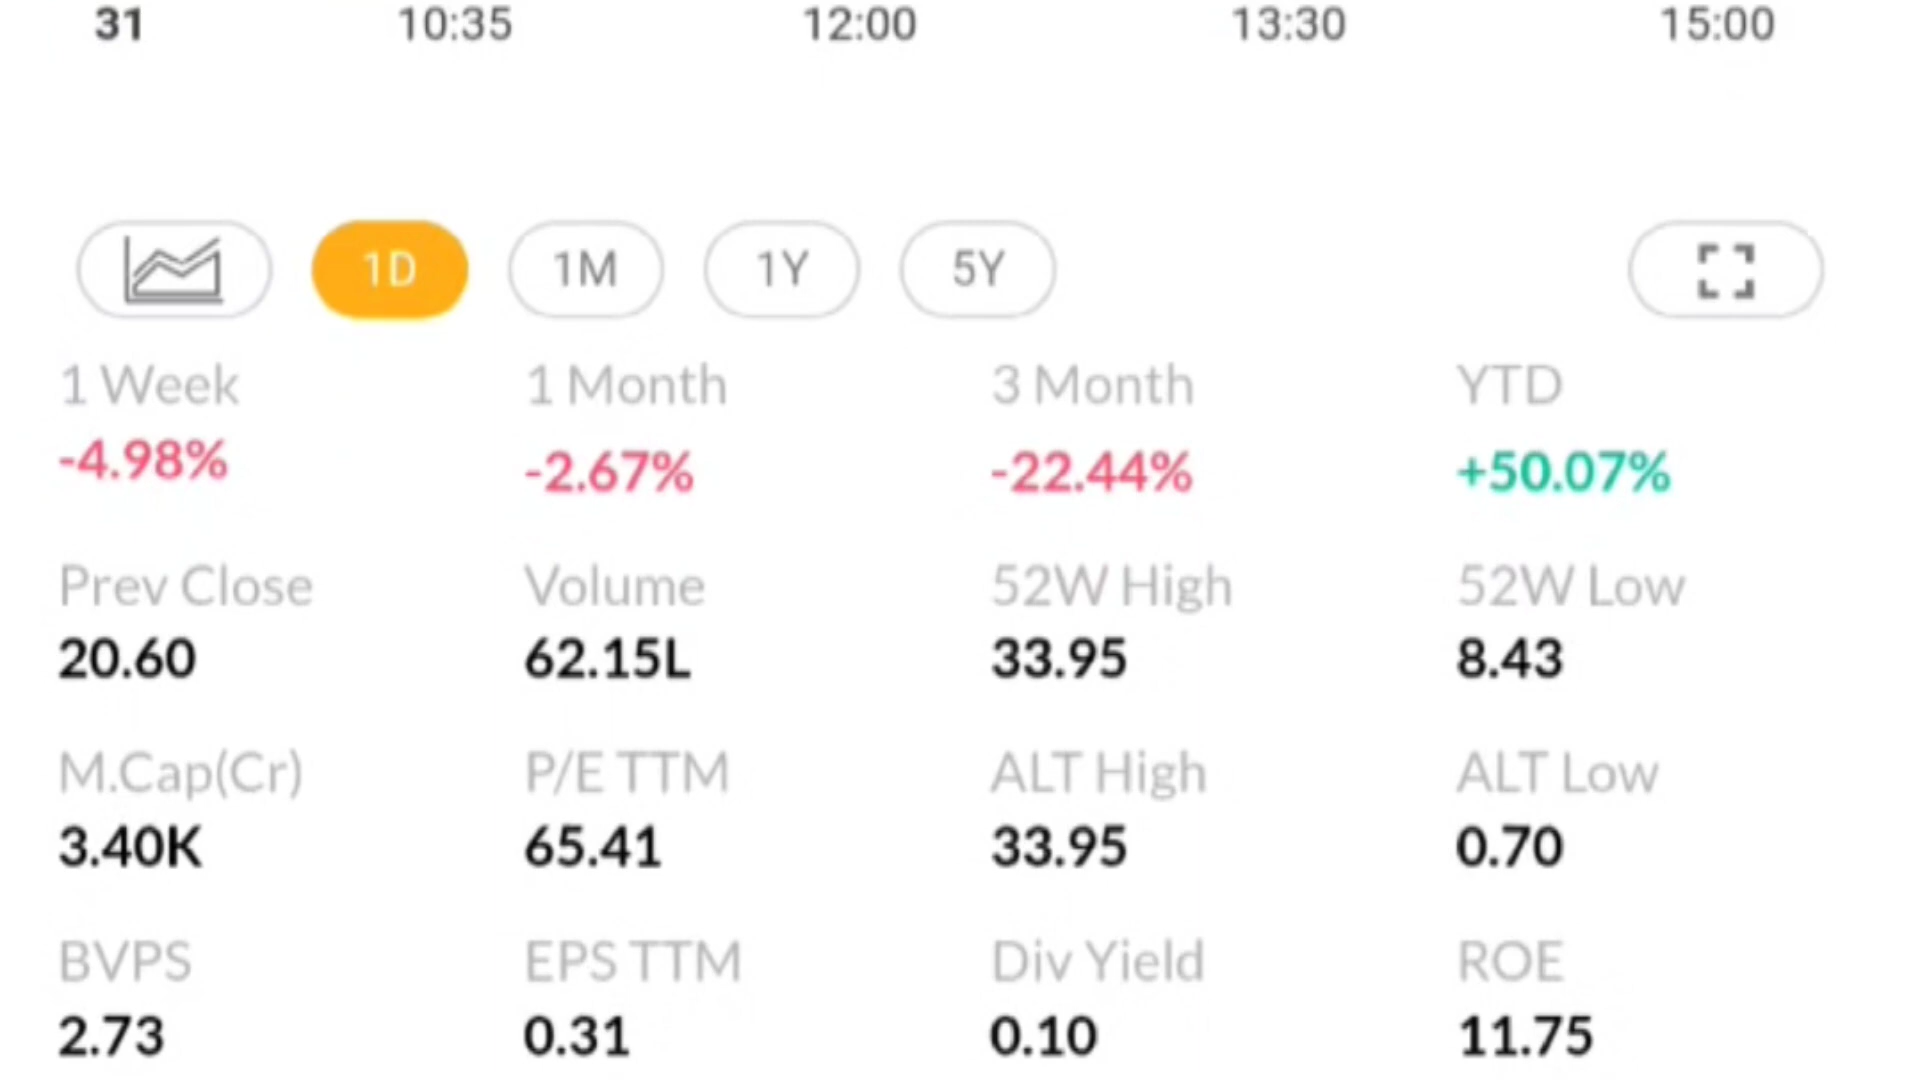 31 10:35 12:00 13:30 15:00
1D 1M 1Y 5Y
1 Week 1 Month 3 Month YTD
-4.98% -2.67% -22.44% +50.07%
Prev Close Volume 52W High 52W Low
20.60 62.15L 33.95 8.43
M.Cap(Cr) P/E TTM ALT High ALT Low
3.40K 65.41 33.95 0.70
BVPS EPS TTM Div Yield ROE
2.73 0.31 0.10 11.75